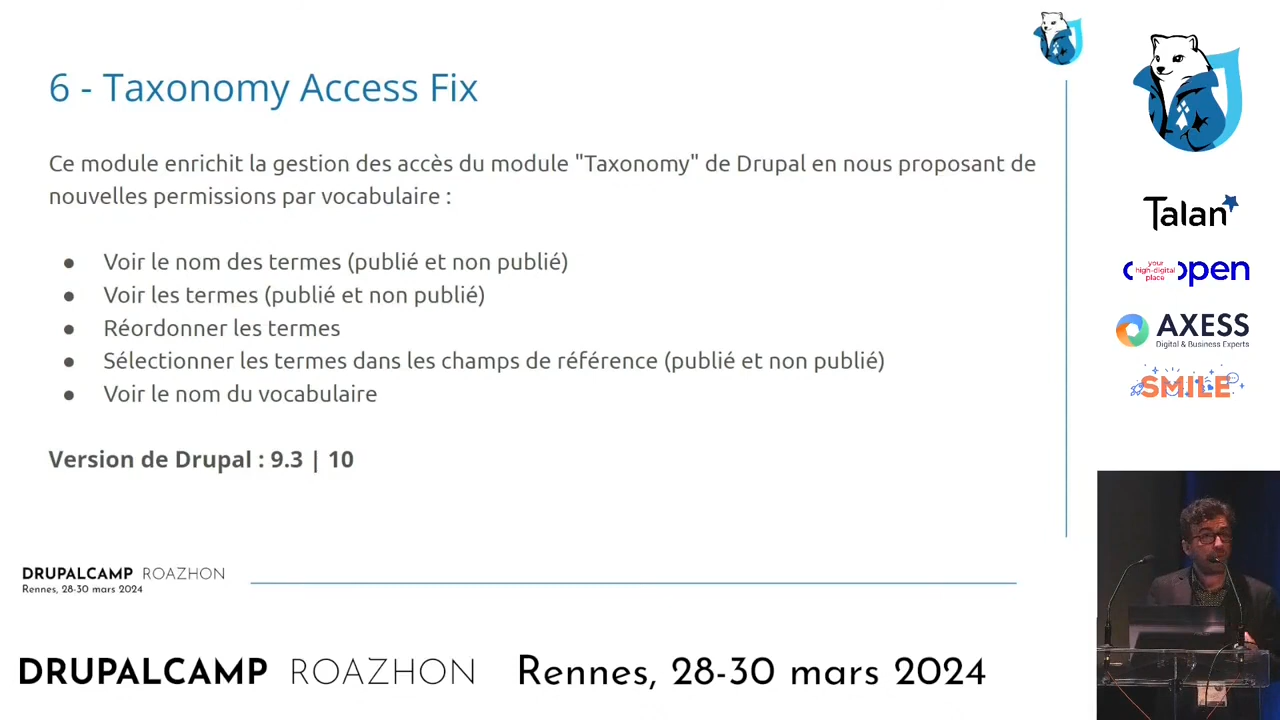 6 - Taxonomy Access Fix
Ce module enrichit la gestion des accès du module "Taxonomy" de Drupal en nous proposant de
nouvelles permissions par vocabulaire :
● Voir le nom des termes (publié et non publié)
● Voir les termes (publié et non publié)
● Réordonner les termes
● Sélectionner les termes dans les champs de référence (publié et non publié)
● Voir le nom du vocabulaire
Version de Drupal : 9.3 | 10
DRUPALCAMP ROAZHON
Rennes, 28-30 mars 2024
DRUPALCAMP ROAZHON Rennes, 28-30 mars 2024
Talan
your
high-digital
place
open
AXESS
Digital & Business Experts
SMILE